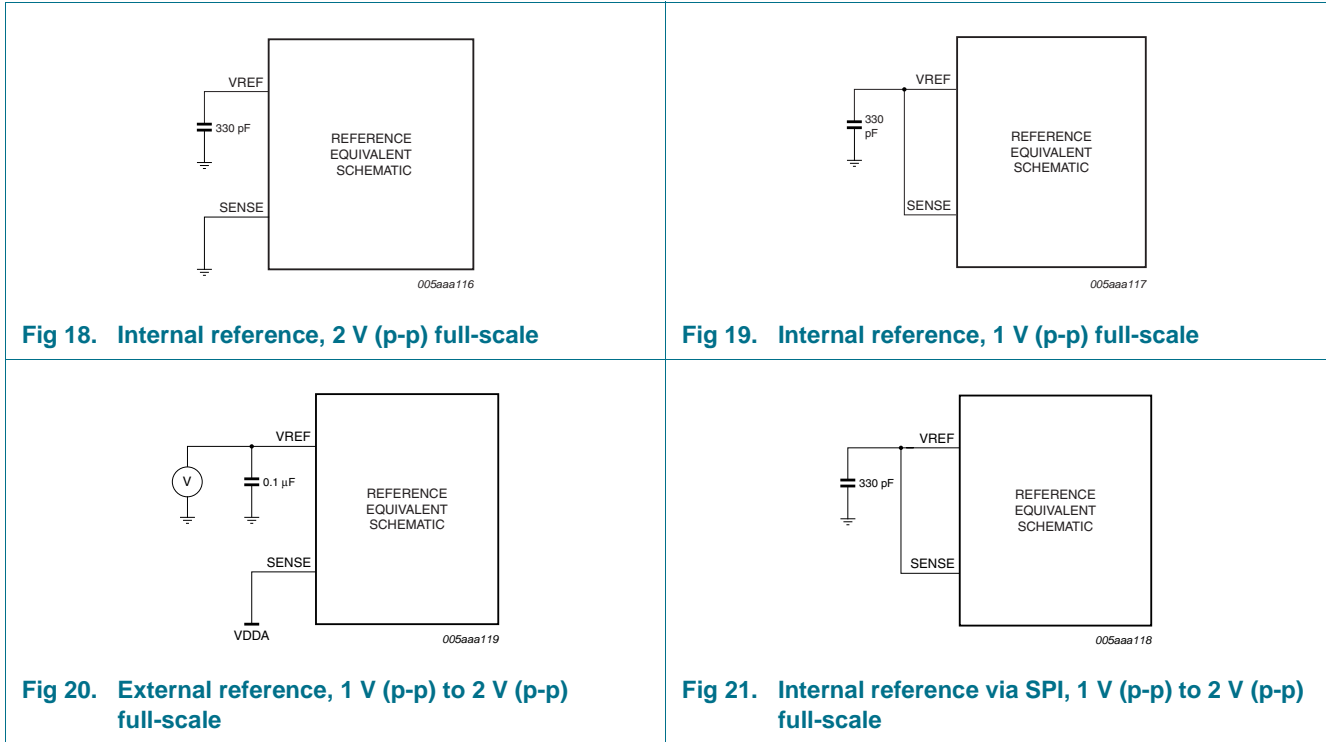 VREF
330 pF
REFERENCE
EQUIVALENT
SCHEMATIC
SENSE
005aaa116
Fig 18. Internal reference, 2 V (p-p) full-scale
VREF
330
pF
REFERENCE
EQUIVALENT
SCHEMATIC
SENSE
005aaa117
Fig 19. Internal reference, 1 V (p-p) full-scale
VREF
V
0.1 μF
REFERENCE
EQUIVALENT
SCHEMATIC
SENSE
VDDA
005aaa119
Fig 20. External reference, 1 V (p-p) to 2 V (p-p)
full-scale
VREF
330 pF
REFERENCE
EQUIVALENT
SCHEMATIC
SENSE
005aaa118
Fig 21. Internal reference via SPI, 1 V (p-p) to 2 V (p-p)
full-scale